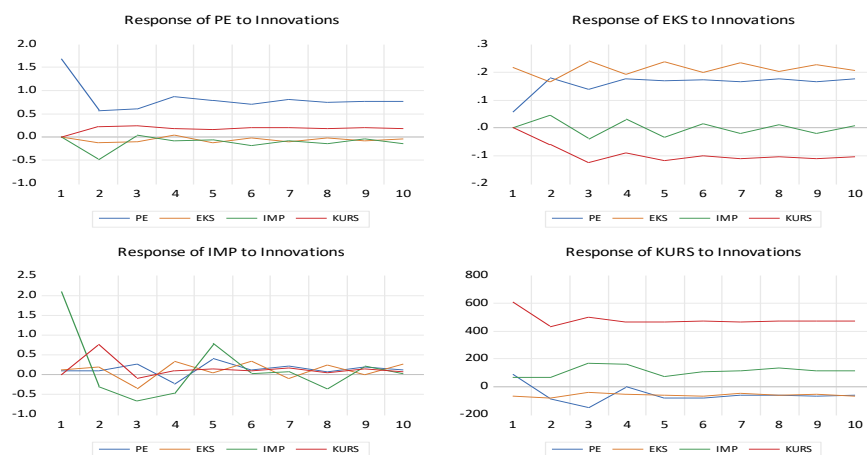 Response of PE to Innovations
2.0
1.5
1.0
0.5
0.0
-0.5
-1.0
1 2 3 4 5 6 7 8 9 10
PE EKS IMP KURS
Response of EKS to Innovations
.3
.2
.1
.0
-.1
-.2
1 2 3 4 5 6 7 8 9 10
PE EKS IMP KURS
Response of IMP to Innovations
2.5
2.0
1.5
1.0
0.5
0.0
-0.5
-1.0
1 2 3 4 5 6 7 8 9 10
PE EKS IMP KURS
Response of KURS to Innovations
800
600
400
200
0
-200
1 2 3 4 5 6 7 8 9 10
PE EKS IMP KURS